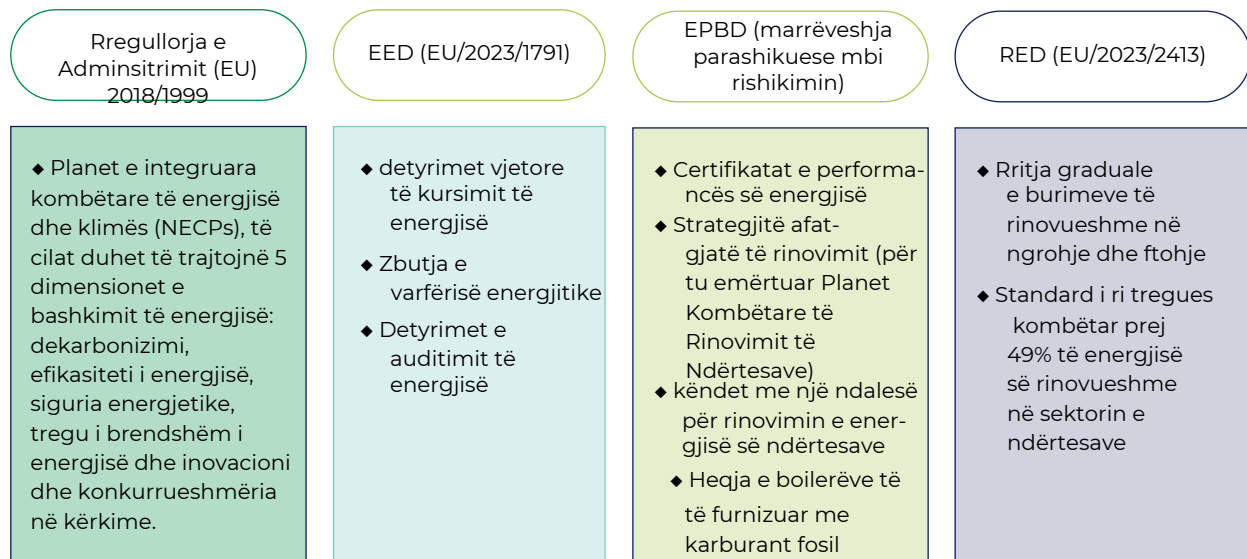 Rregullorja e
Adminsitrimit (EU)
2018/1999
EED (EU/2023/1791)
EPBD (marrëveshja
parashikuese mbi
rishikimin)
RED (EU/2023/2413)
◆ Planet e integruara
kombëtare të energjisë
dhe klimës (NECPs), të
cilat duhet të trajtojnë 5
dimensionet e
bashkimit të energjisë:
dekarbonizimi,
efikasiteti i energjisë,
siguria energjetike,
tregu i brendshëm i
energjisë dhe inovacioni
dhe konkurrueshmëria
në kërkime.
◆ detyrimet vjetore
të kursimit të
energjisë
◆ Zbutja e
varfërisë energjitike
◆ Detyrimet e
auditimit të
energjisë
◆ Certifikatat e performa-
ncës së energjisë
◆ Strategjitë afat-
gjatë të rinovimit (për
tu emërtuar Planet
Kombëtare të
Rinovimit të
Ndërtesave)
◆ këndet me një ndalesë
për rinovimin e ener-
gjisë së ndërtesave
◆ Heqja e boilerëve të
të furnizuar me
karburant fosil
◆ Rritja graduale
e burimeve të
rinovueshme në
ngrohje dhe ftohje
◆ Standard i ri tregues
kombëtar prej
49% të energjisë
së rinovueshme
në sektorin e
ndërtesave